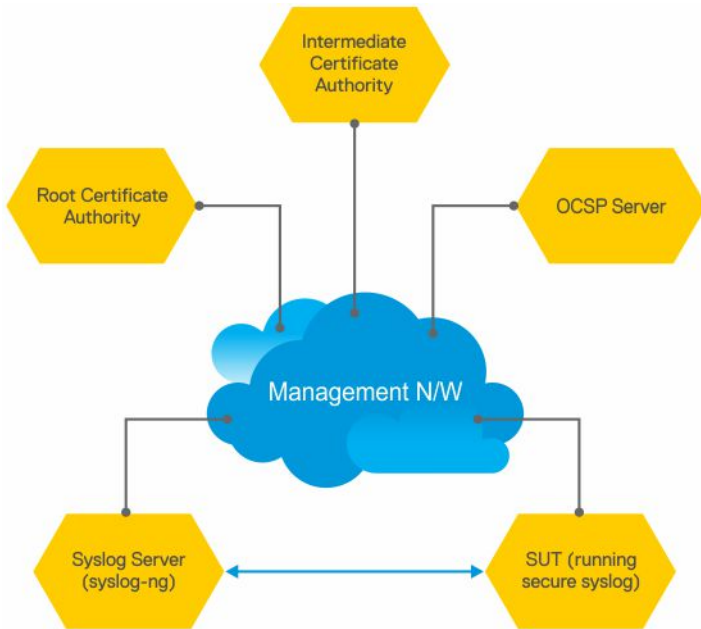 Intermediate
Certificate
Authority
Root Certificate
Authority
OCSP Server
Management N/W
Syslog Server
(syslog-ng)
SUT (running
secure syslog)